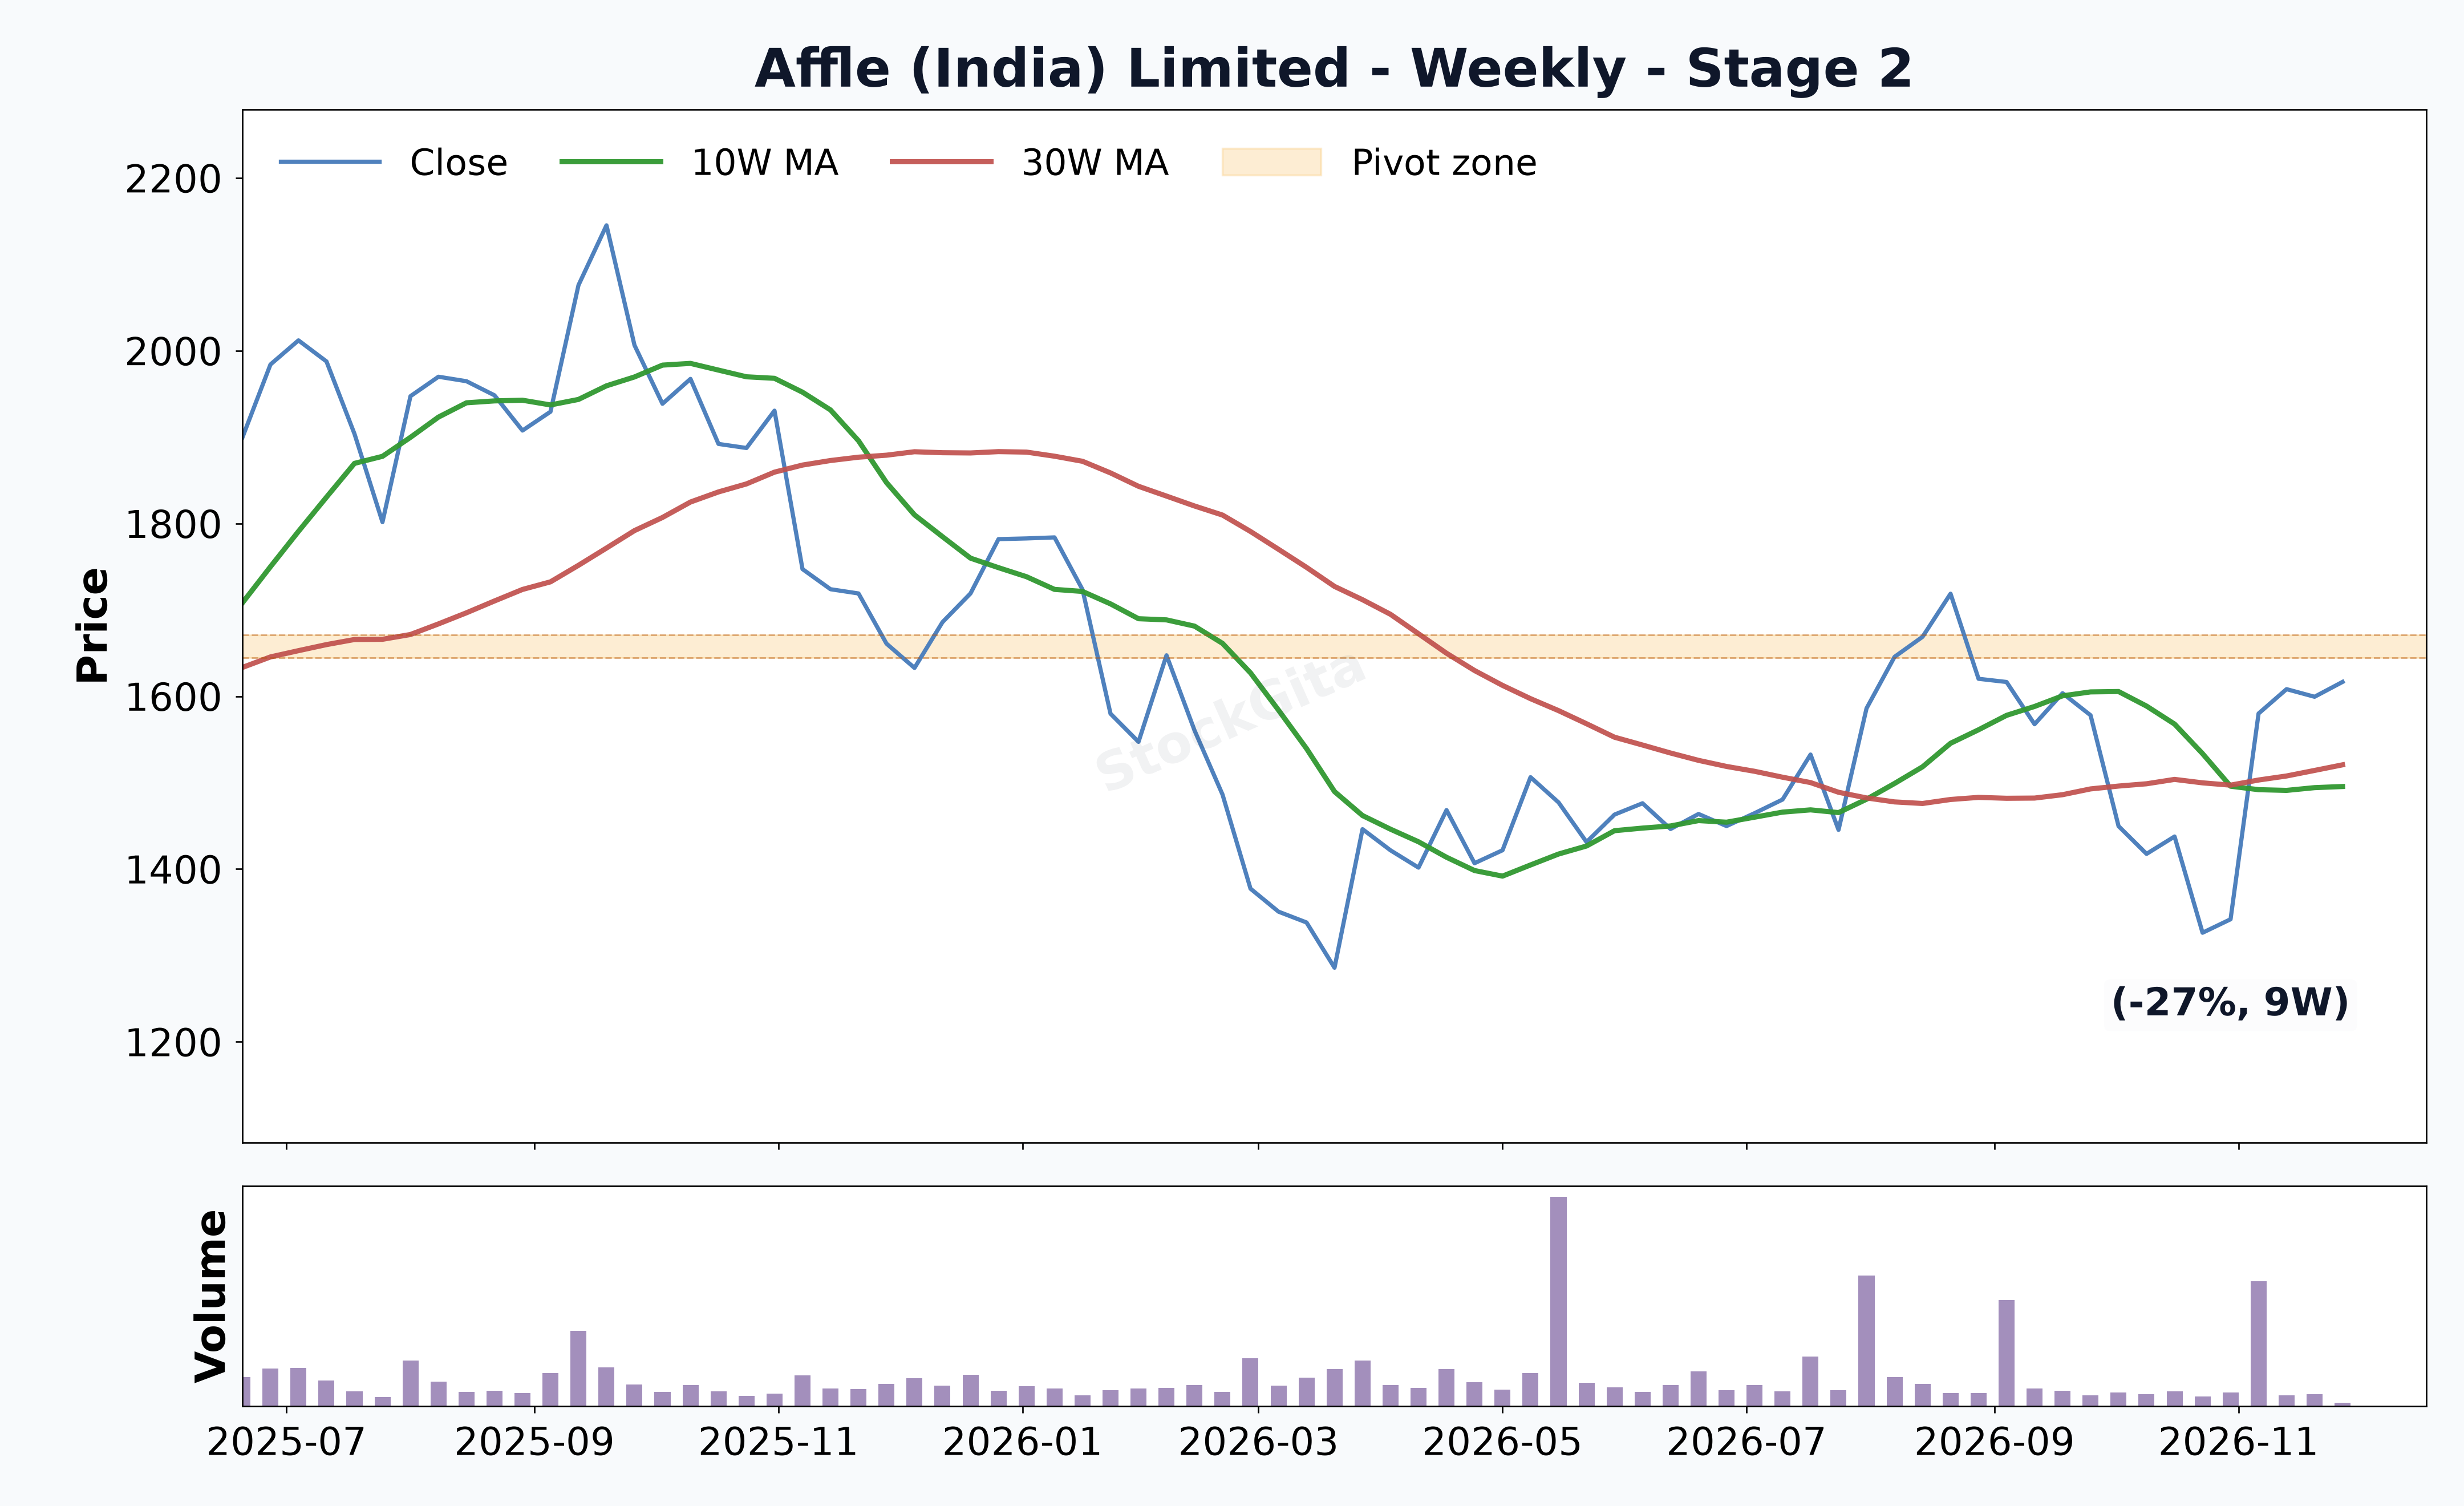 Affle (India) Limited - Weekly - Stage 2
Close 10W MA 30W MA Pivot zone
2200
2000
1800
1600
1400
1200
Price
StockGita
(-27%, 9W)
Volume
2025-07 2025-09 2025-11 2026-01 2026-03 2026-05 2026-07 2026-09 2026-11